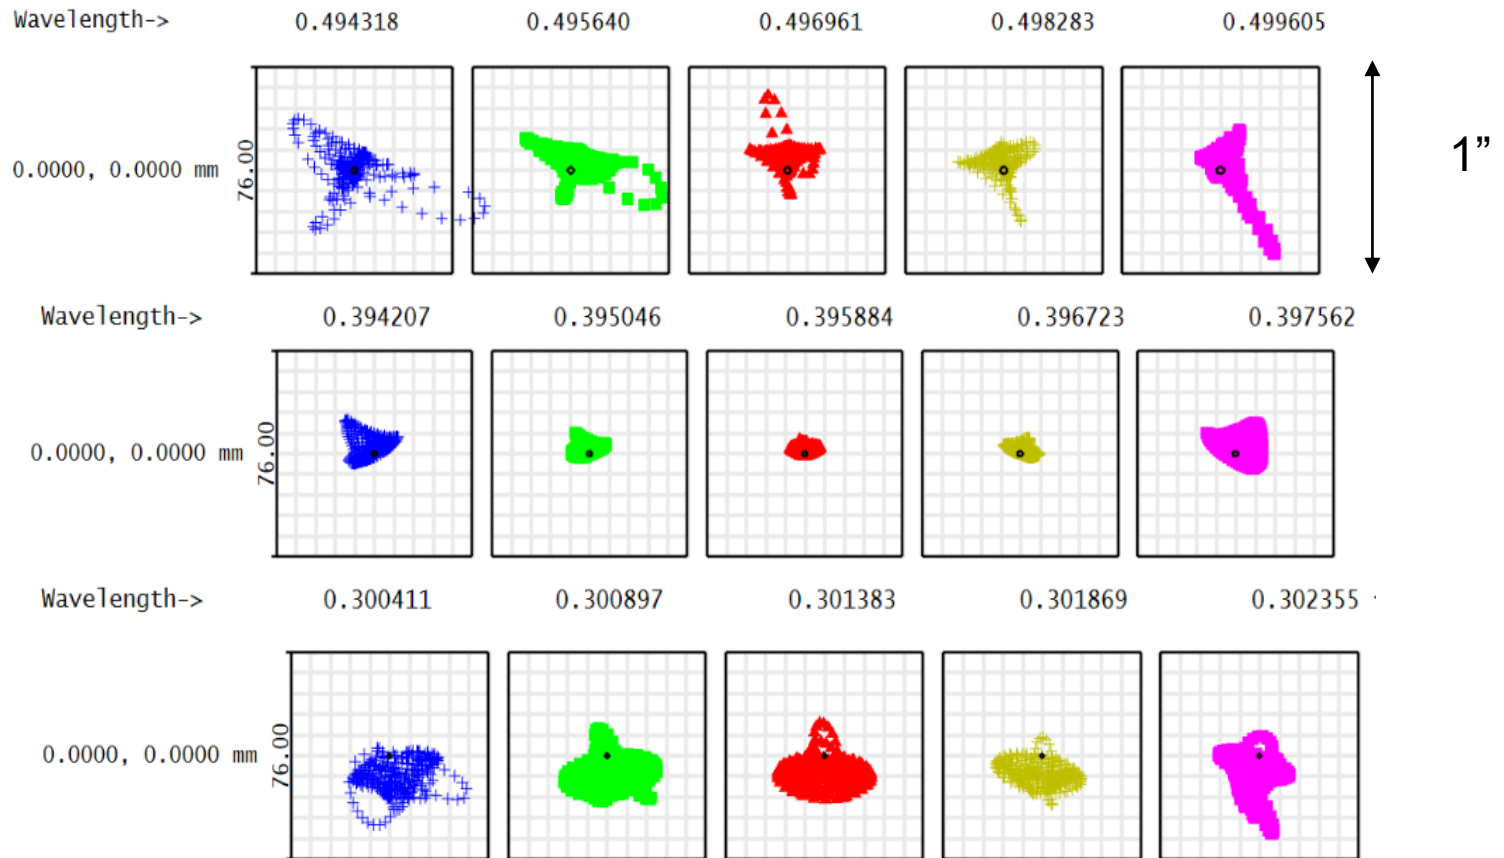 Wavelength-> 0.494318 0.495640 0.496961 0.498283 0.499605
0.0000, 0.0000 mm 76.00 1”
Wavelength-> 0.394207 0.395046 0.395884 0.396723 0.397562
0.0000, 0.0000 mm 76.00
Wavelength-> 0.300411 0.300897 0.301383 0.301869 0.302355
0.0000, 0.0000 mm 76.00